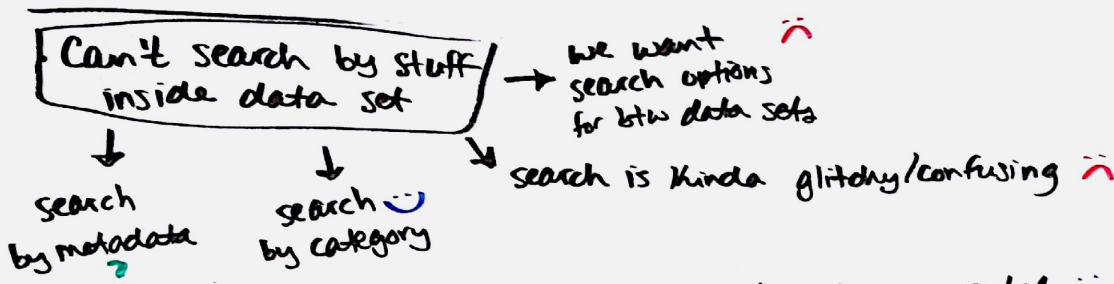 Can't search by stuff
inside data set
we want
search options
for btw data sets
search is kinda glitchy/confusing
search
by metadata
?
search
by category